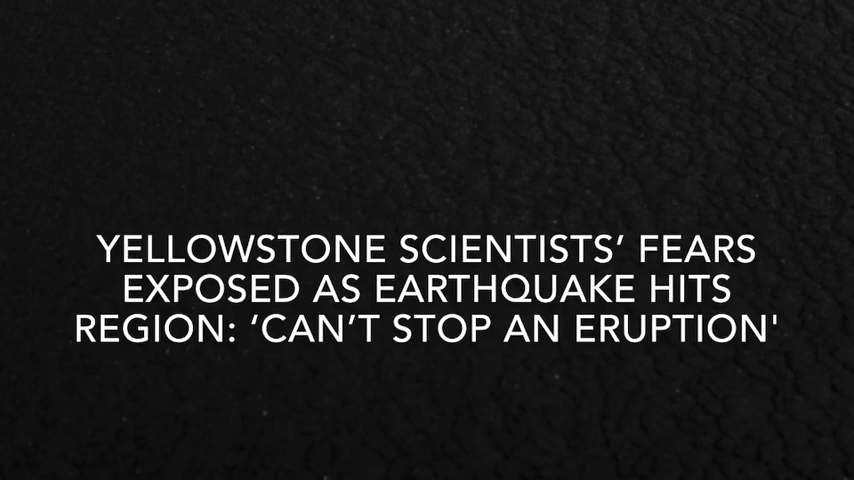 YELLOWSTONE SCIENTISTS’ FEARS
EXPOSED AS EARTHQUAKE HITS
REGION: ‘CAN’T STOP AN ERUPTION'